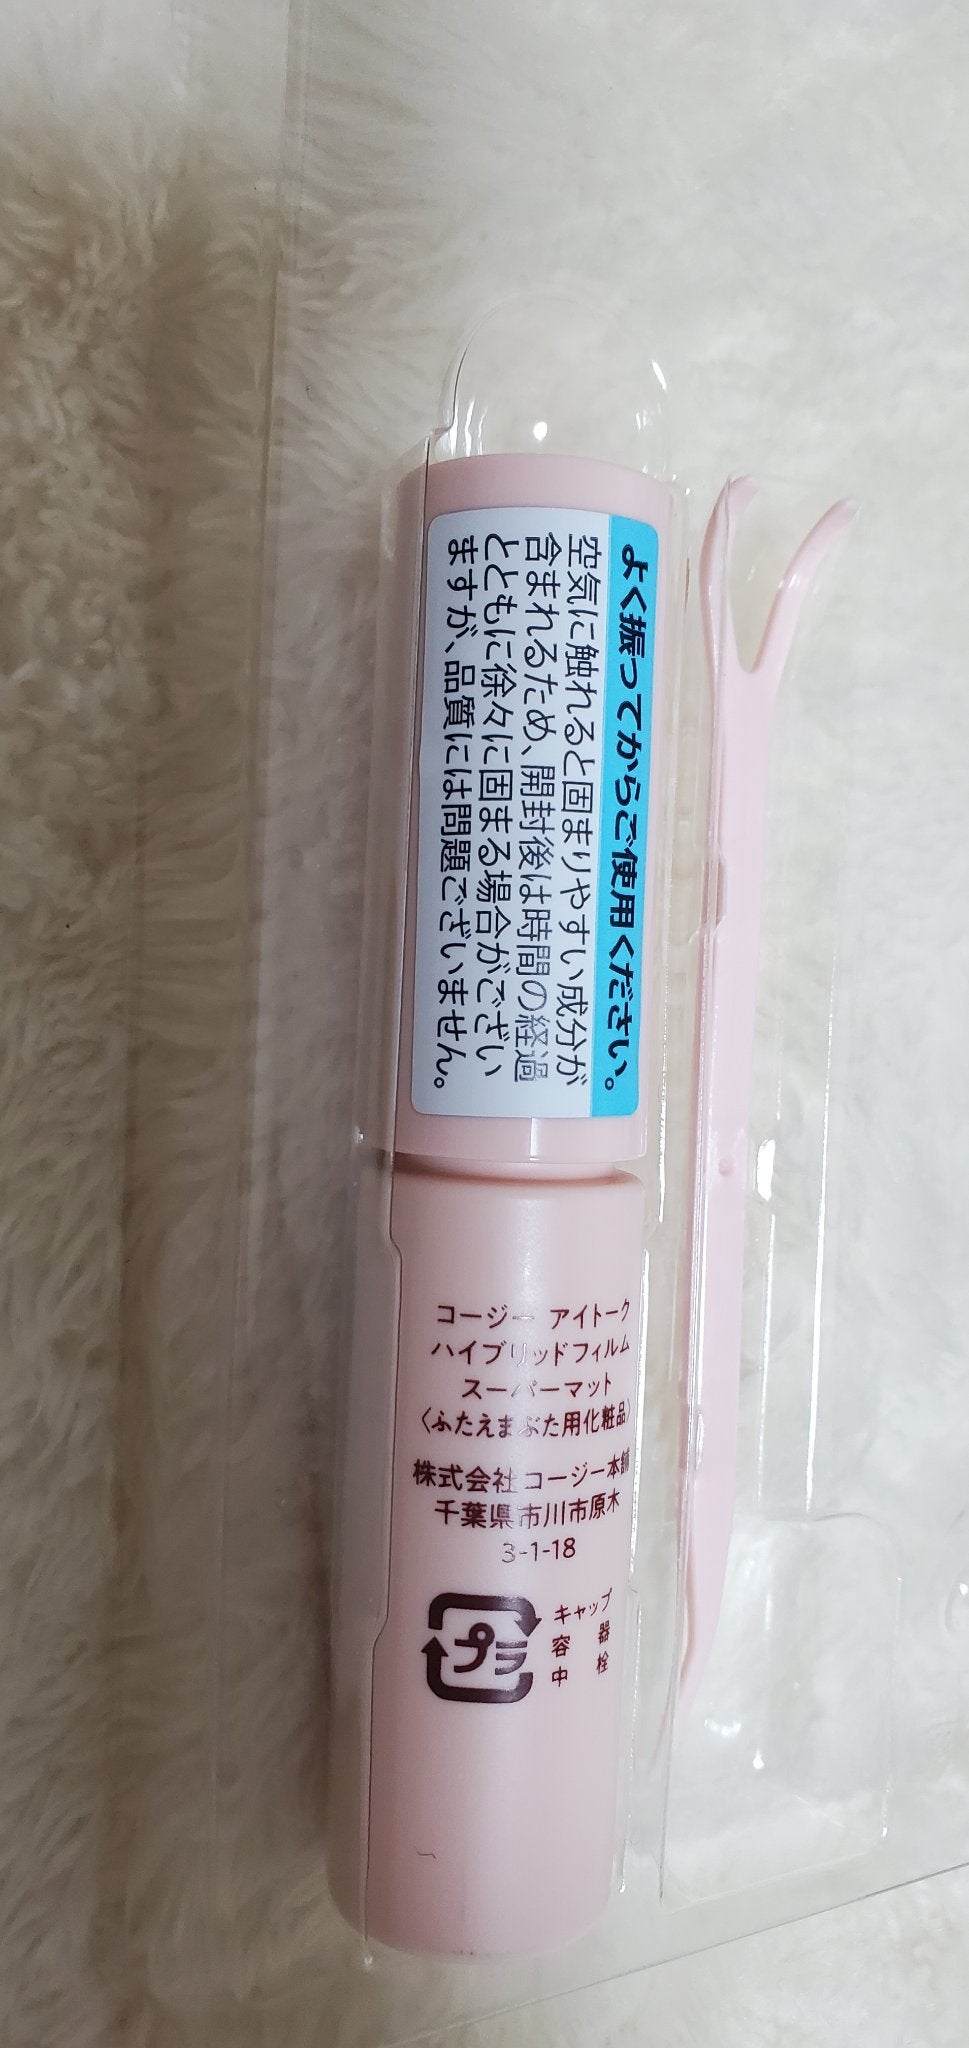 よく振ってからご使用ください。
空気に触れると固まりやすい成分が
含まれるため、開封後は時間の経過
とともに徐々に固まる場合がござい
ますが、品質には問題ございません。
コージー アイトーク
ハイブリッドフィルム
スーパーマット
〈ふたえまぶた用化粧品〉
株式会社コージー本舗
千葉県市川市原木
3-1-18
プラ
キャップ
容器
中栓